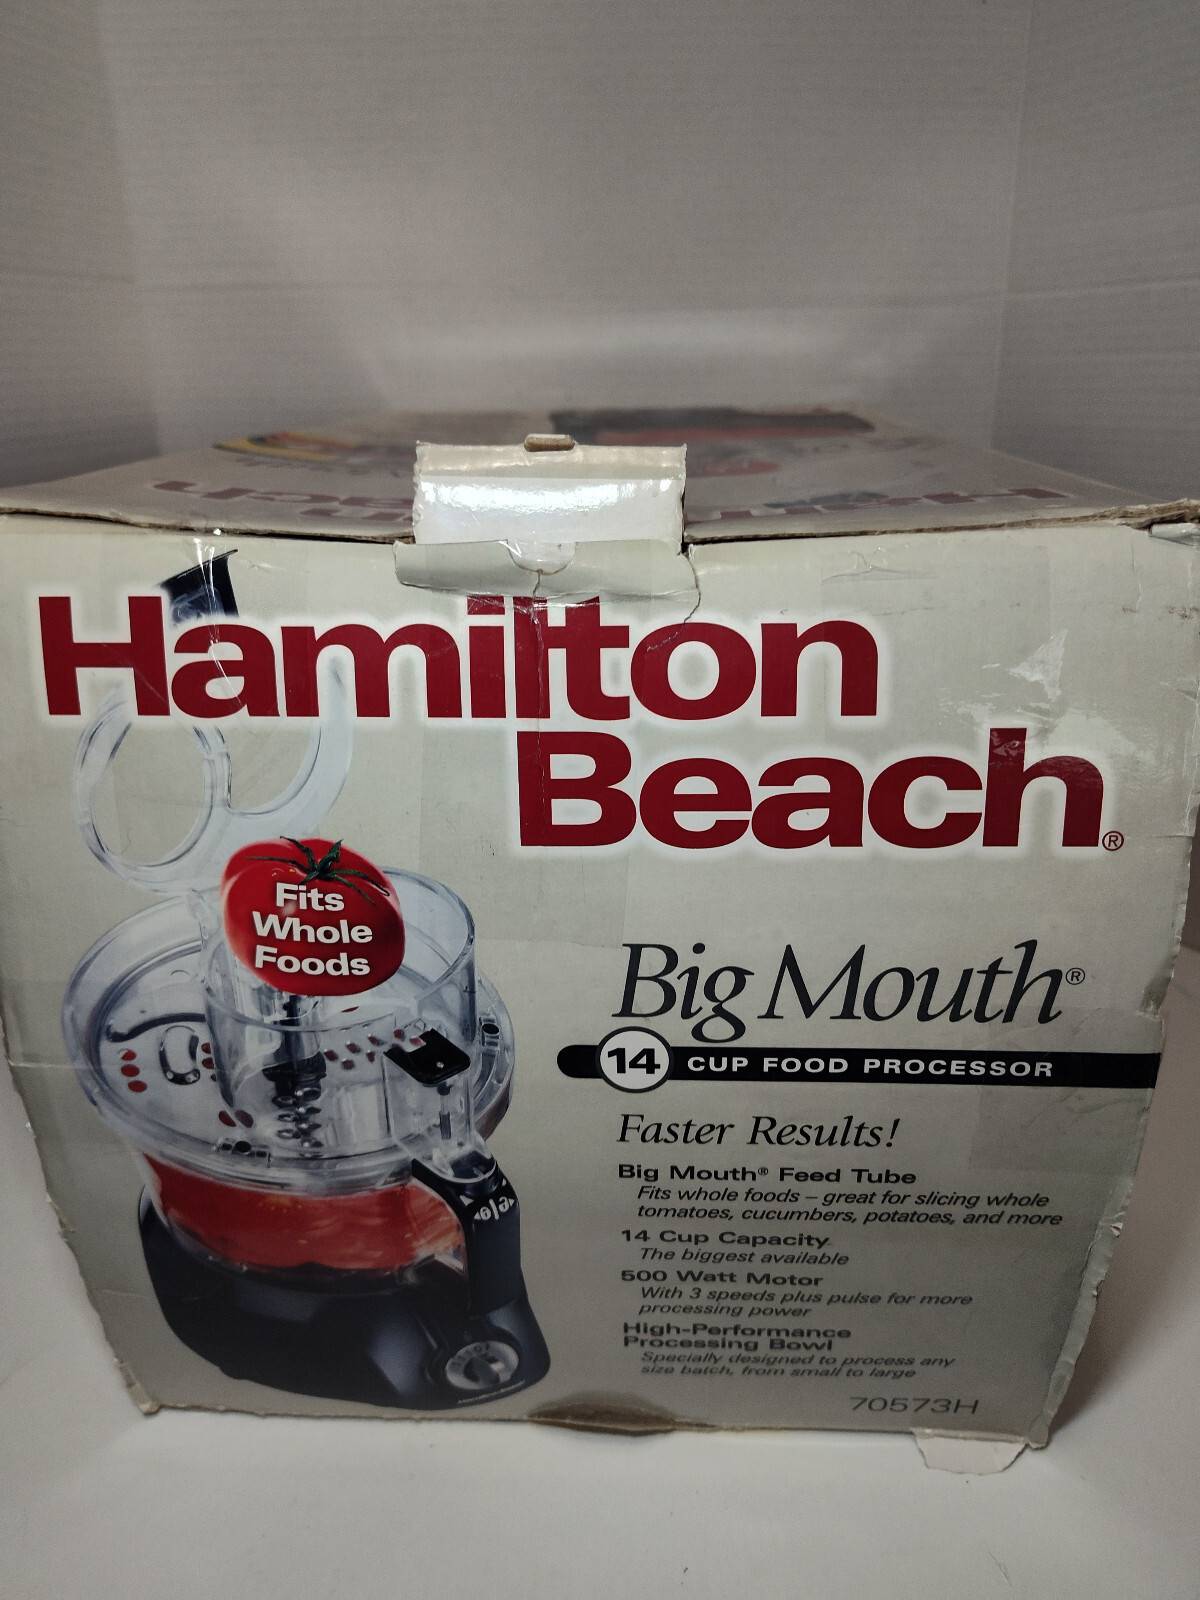 Hamilton
Beach®
Fits
Whole
Foods
Big Mouth®
14 CUP FOOD PROCESSOR
Faster Results!
Big Mouth® Feed Tube
Fits whole foods – great for slicing whole
tomatoes, cucumbers, potatoes, and more
14 Cup Capacity
The biggest available
500 Watt Motor
With 3 speeds plus pulse for more
processing power
High-Performance
Processing Bowl
Specially designed to process any
size batch, from small to large
70573H